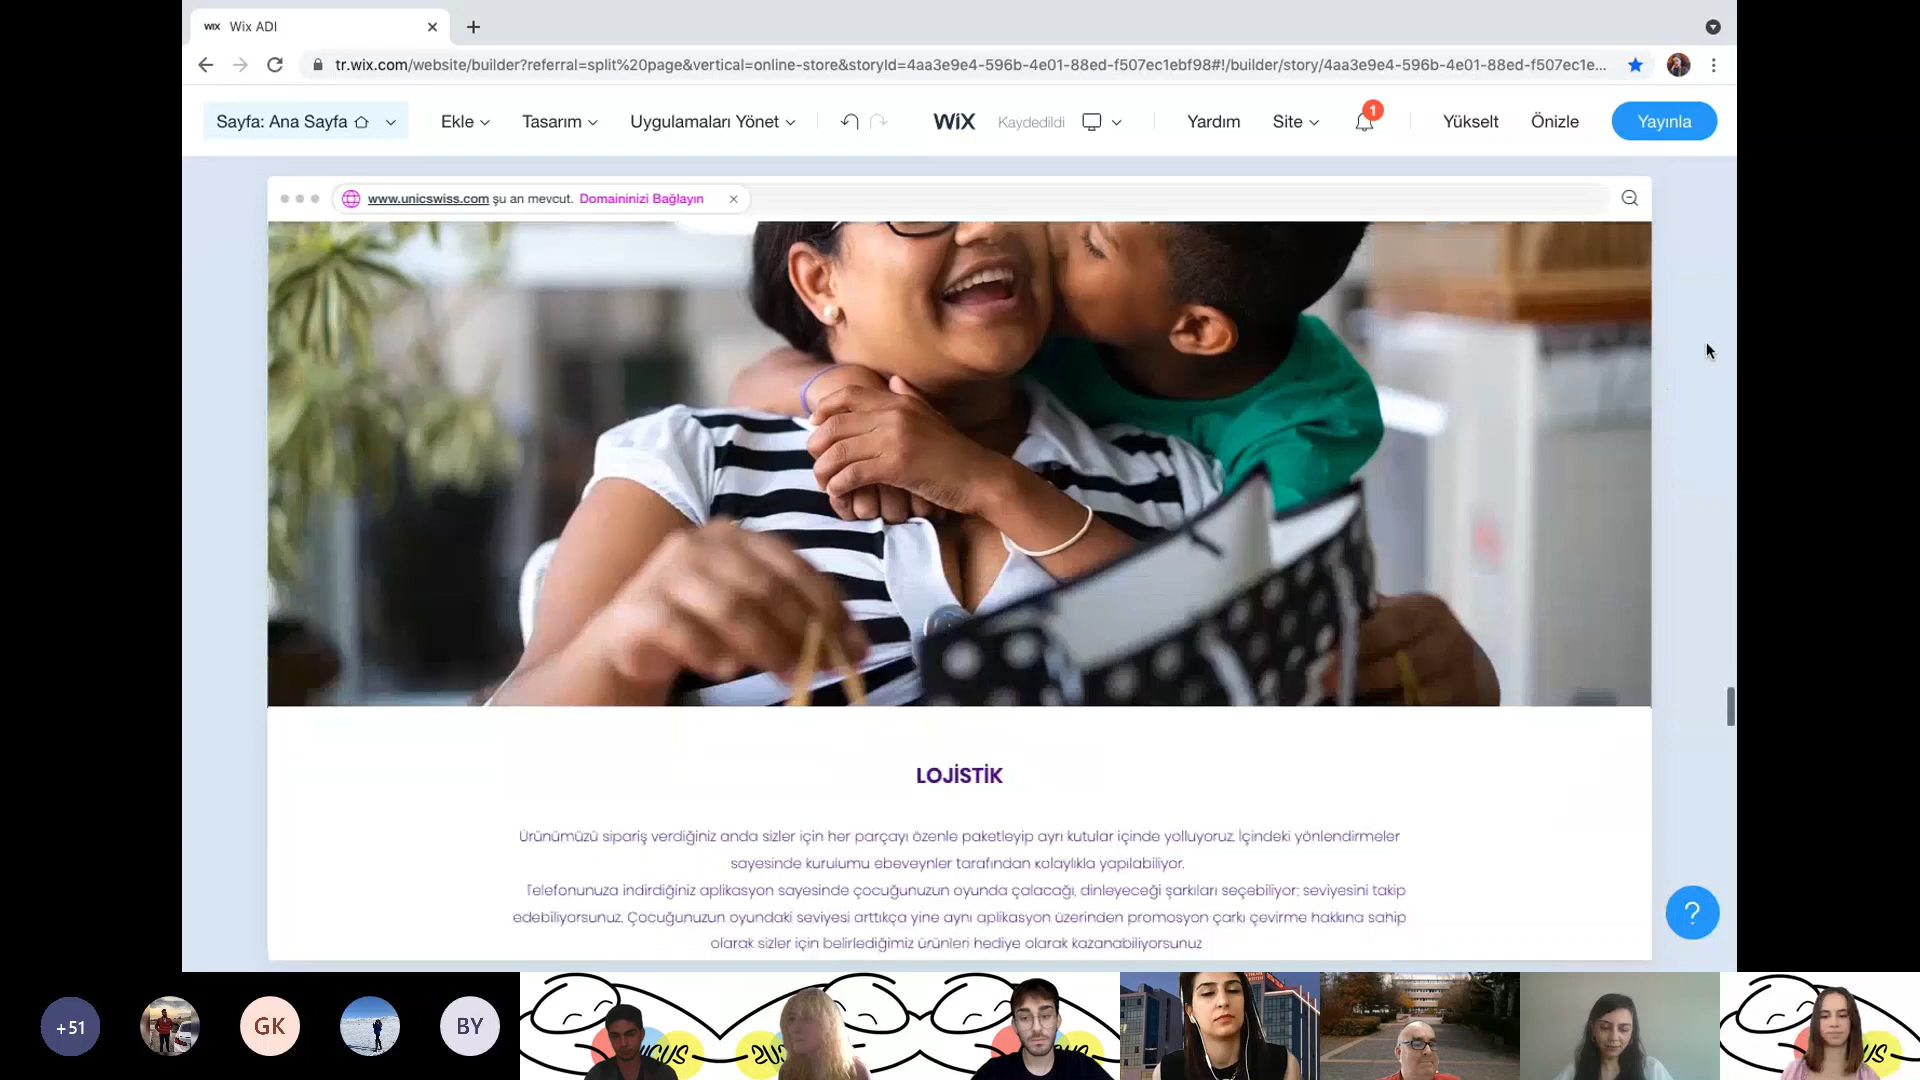 WIX Wix ADI
tr.wix.com/website/builder?referral=split%20page&vertical=online-store&storyId=4aa3e9e4-596b-4e01-88ed-f507ec1ebf98#!/builder/story/4aa3e9e4-596b-4e01-88ed-f507ec1e...
Sayfa: Ana Sayfa Ekle Tasarım Uygulamaları Yönet WiX Kaydedildi Yardım Site 1 Yükselt Önizle Yayınla
www.unicswiss.com şu an mevcut. Domaininizi Bağlayın
LOJİSTİK
Ürünümüzü sipariş verdiğiniz anda sizler için her parçayı özenle paketleyip ayrı kutular içinde yolluyoruz. İçindeki yönlendirmeler
sayesinde kurulumu ebeveynler tarafından kolaylıkla yapılabiliyor.
Telefonunuza indirdiğiniz aplikasyon sayesinde çocuğunuzun oyunda çalacağı, dinleyeceği şarkıları seçebiliyor; seviyesini takip
edebiliyorsunuz. Çocuğunuzun oyundaki seviyesi arttıkça yine aynı aplikasyon üzerinden promosyon çarkı çevirme hakkına sahip
olarak sizler için belirlediğimiz ürünleri hediye olarak kazanabiliyorsunuz
?
+51 GK BY